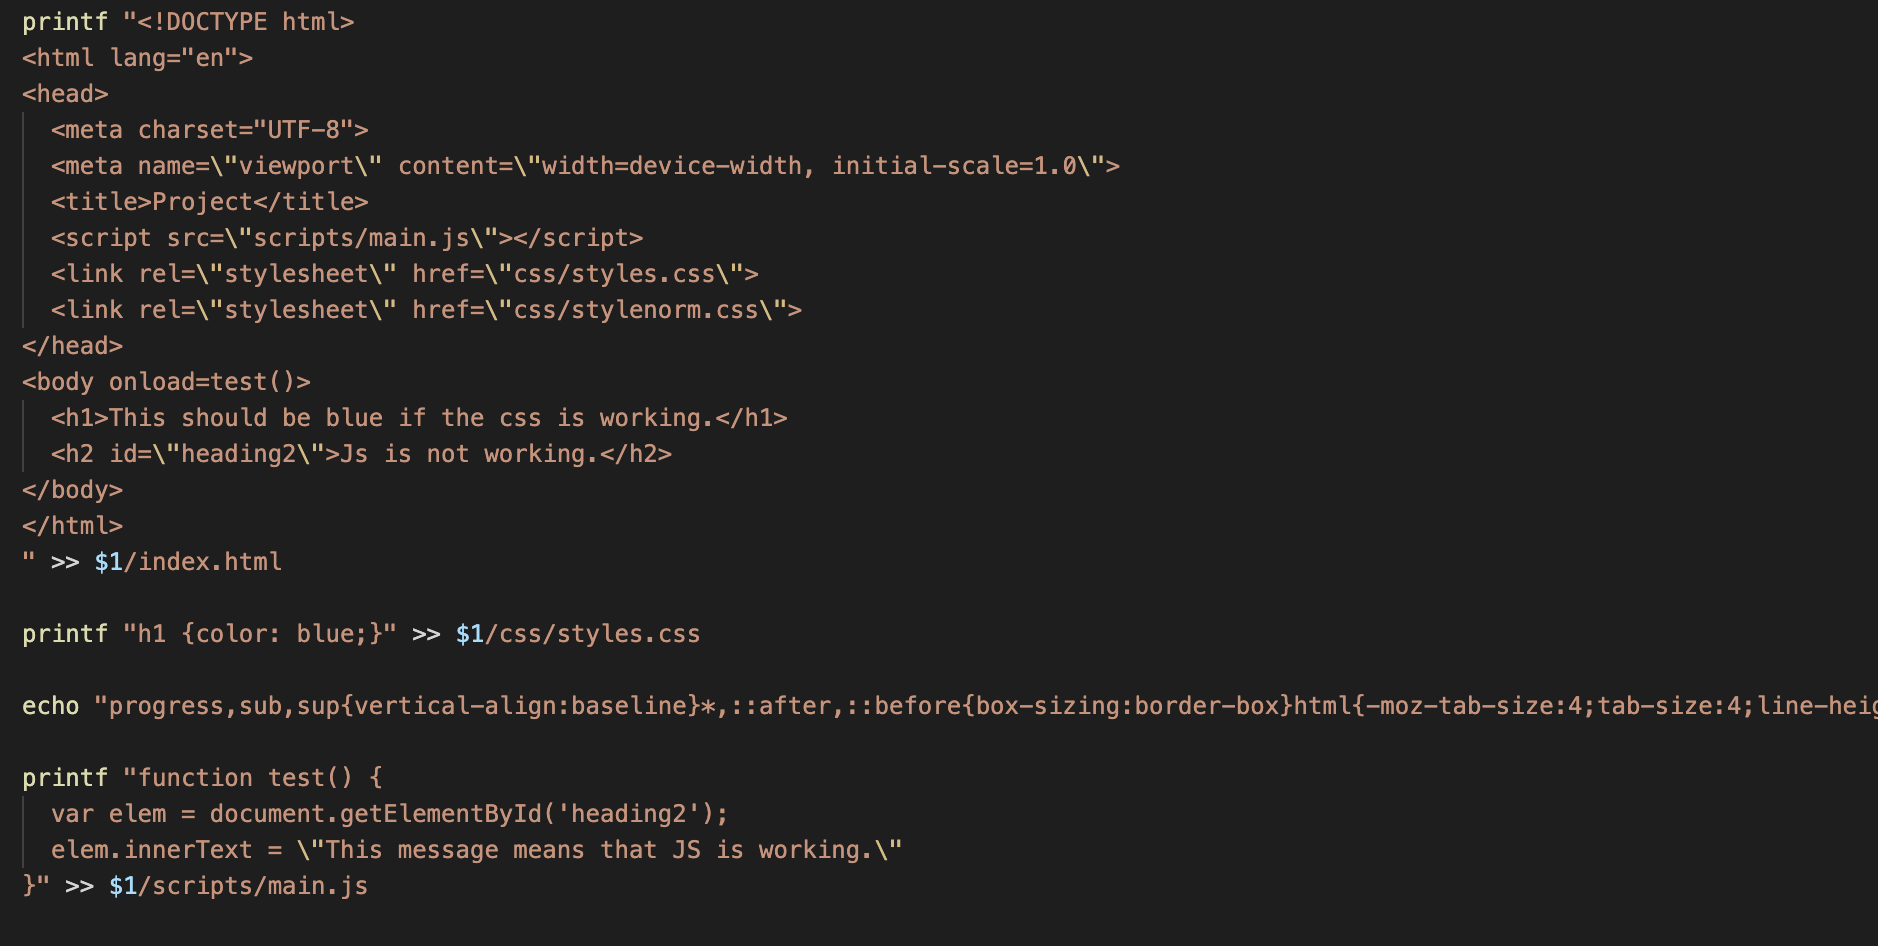 printf "<!DOCTYPE html>
<html lang="en">
<head>
  <meta charset="UTF-8">
  <meta name=\"viewport\" content=\"width=device-width, initial-scale=1.0\">
  <title>Project</title>
  <script src=\"scripts/main.js\"></script>
  <link rel=\"stylesheet\" href=\"css/styles.css\">
  <link rel=\"stylesheet\" href=\"css/stylenorm.css\">
</head>
<body onload=test()>
  <h1>This should be blue if the css is working.</h1>
  <h2 id=\"heading2\">Js is not working.</h2>
</body>
</html>
" >> $1/index.html
printf "h1 {color: blue;}" >> $1/css/styles.css
echo "progress,sub,sup{vertical-align:baseline}*,::after,::before{box-sizing:border-box}html{-moz-tab-size:4;tab-size:4;line-heig
printf "function test() {
  var elem = document.getElementById('heading2');
  elem.innerText = \"This message means that JS is working.\"
}" >> $1/scripts/main.js